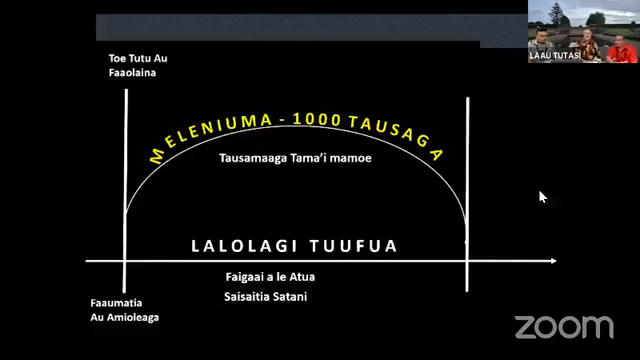 LAAU TUTASI
Toe Tutu Au
Faaolaina
MELENIUMA - 1000 TAUSAGA
Tausamaaga Tama'i mamoe
LALOLAGI TUUFUA
Faigaai a le Atua
Saisaitia Satani
Faaumatia
Au Amioleaga
zoom